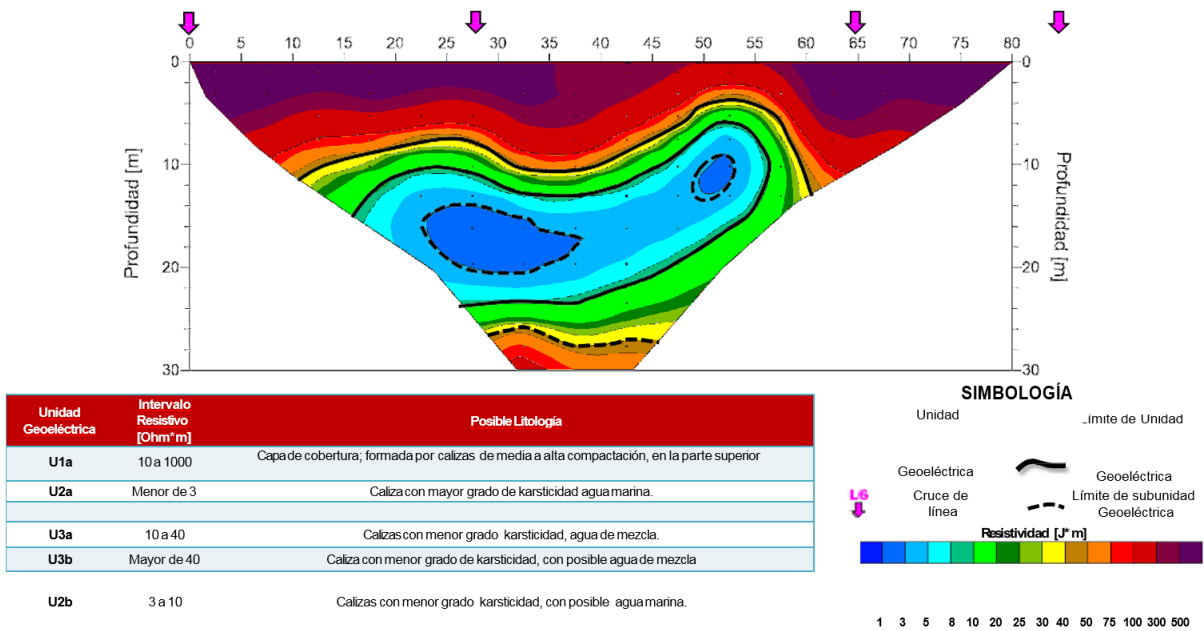 0 5 10 15 20 25 30 35 40 45 50 55 60 65 70 75 80
0 0
10 10
20 20
30 30
Profundidad [m]
Profundidad [m]
Unidad Geoeléctrica
Intervalo Resistivo [Ohm*m]
Posible Litología
U1a 10 a 1000 Capa de cobertura; formada por calizas de media a alta compactación, en la parte superior
U2a Menor de 3 Caliza con mayor grado de karsticidad agua marina.
U3a 10 a 40 Calizas con menor grado karsticidad, agua de mezcla.
U3b Mayor de 40 Caliza con menor grado de karsticidad, con posible agua de mezcla
U2b 3 a 10 Calizas con menor grado karsticidad, con posible agua marina.
SIMBOLOGÍA
Unidad
Límite de Unidad
Geoeléctrica
Geoeléctrica
L6
Cruce de línea
Límite de subunidad Geoeléctrica
Resistividad [J*m]
1 3 5 8 10 20 25 30 40 50 75 100 300 500